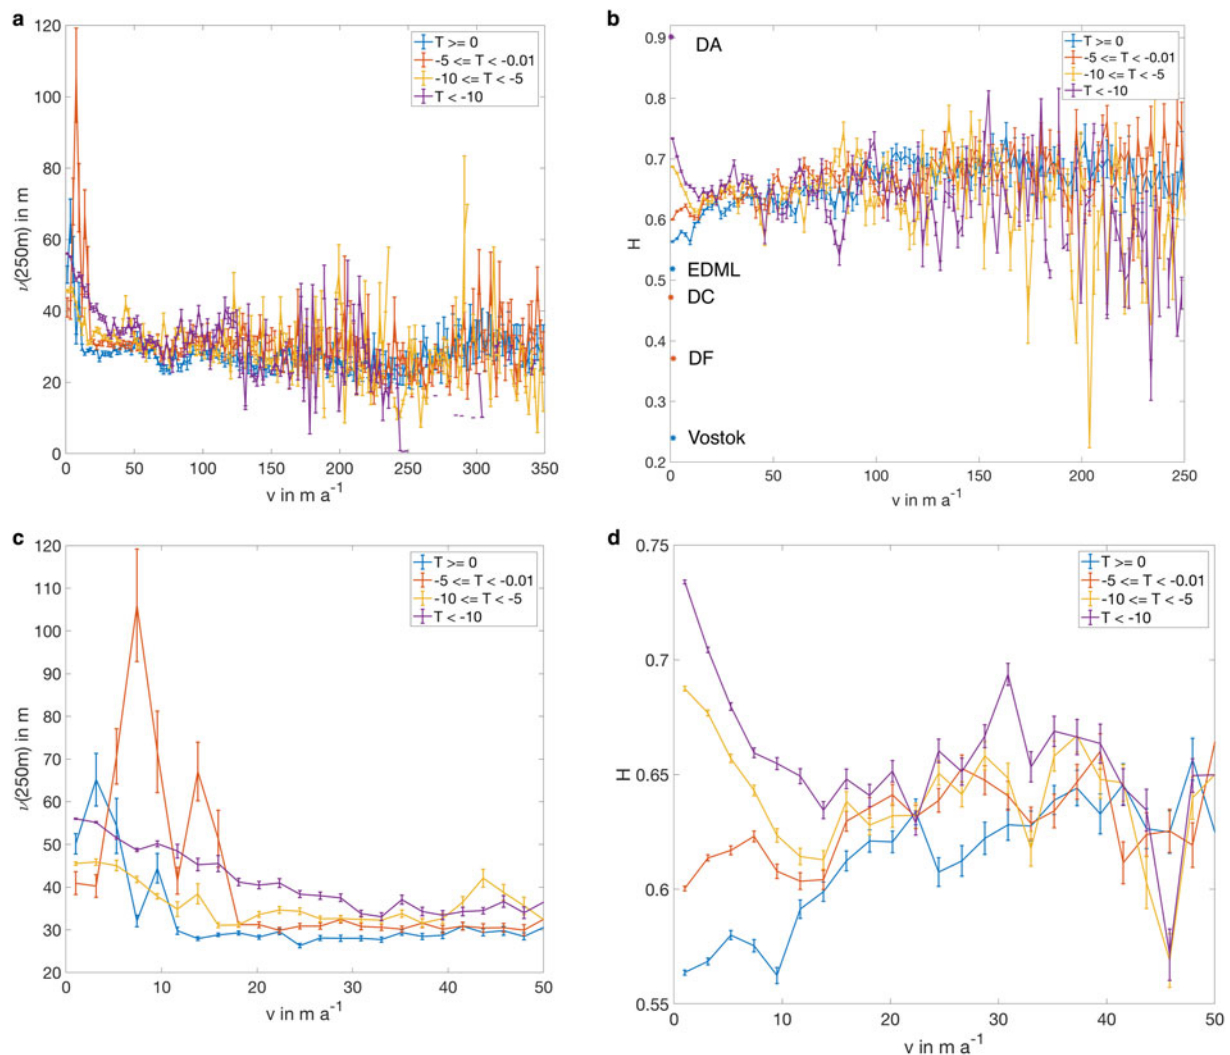 a
120
100
80
60
40
20
0
0 50 100 150 200 250 300 350
ν(250m) in m
v in m a⁻¹
T >= 0
-5 <= T < -0.01
-10 <= T < -5
T < -10
b
0.9
0.8
0.7
0.6
0.5
0.4
0.3
0.2
0 50 100 150 200 250
H
v in m a⁻¹
DA
EDML
DC
DF
Vostok
T >= 0
-5 <= T < -0.01
-10 <= T < -5
T < -10
c
120
110
100
90
80
70
60
50
40
30
20
0 10 20 30 40 50
ν(250m) in m
v in m a⁻¹
T >= 0
-5 <= T < -0.01
-10 <= T < -5
T < -10
d
0.75
0.7
0.65
0.6
0.55
0 10 20 30 40 50
H
v in m a⁻¹
T >= 0
-5 <= T < -0.01
-10 <= T < -5
T < -10